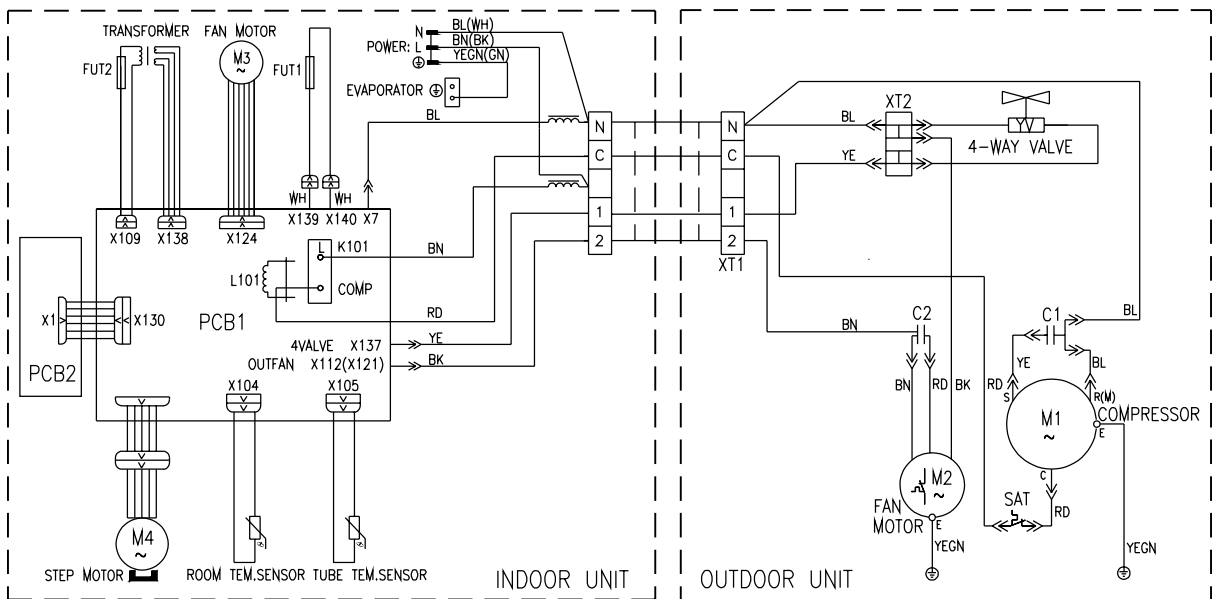 TRANSFORMER
FAN MOTOR
M3
~
FUT2
FUT1
N
POWER: L
BL(WH)
BN(BK)
YEGN(GN)
EVAPORATOR
BL
WH
WH
X139
X140
X7
X109
X138
X124
L
K101
COMP
L101
BN
RD
YE
BK
X1
X130
PCB1
PCB2
4VALVE X137
OUTFAN X112(X121)
X104
X105
M4
~
STEP MOTOR
ROOM TEM.SENSOR
TUBE TEM.SENSOR
INDOOR UNIT
N
C
1
2
N
C
1
2
XT1
XT2
BL
YE
YV
4-WAY VALVE
BN
C2
BN
RD
BK
RD
M2
~
FAN
MOTOR
E
YEGN
C1
BL
YE
BL
S
R(M)
M1
~
COMPRESSOR
E
C
SAT
RD
YEGN
OUTDOOR UNIT